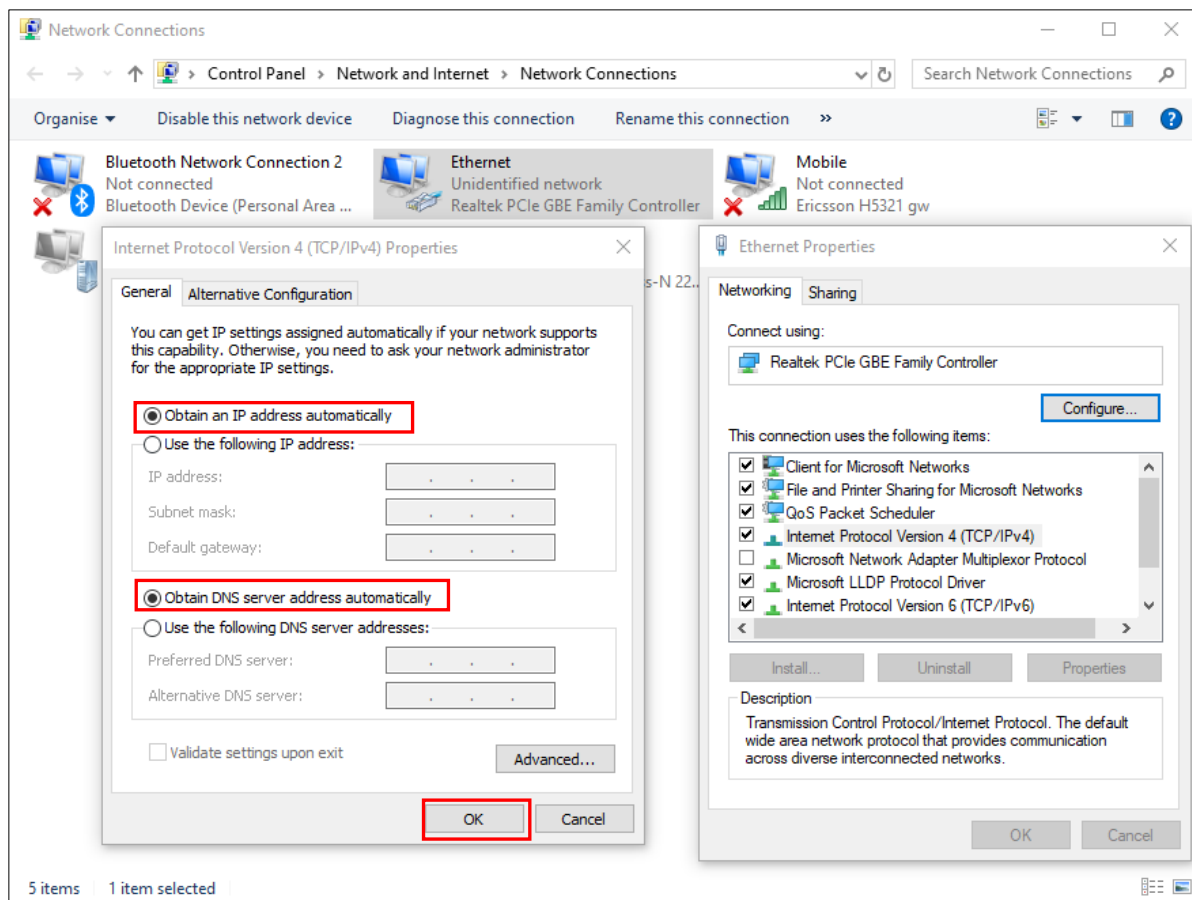 Network Connections
Control Panel > Network and Internet > Network Connections
Search Network Connections
Organise
Disable this network device
Diagnose this connection
Rename this connection
»
?
Bluetooth Network Connection 2
Not connected
Bluetooth Device (Personal Area ...
Ethernet
Unidentified network
Realtek PCIe GBE Family Controller
Mobile
Not connected
Ericsson H5321 gw
s-N 22...
Internet Protocol Version 4 (TCP/IPv4) Properties
General
Alternative Configuration
You can get IP settings assigned automatically if your network supports
this capability. Otherwise, you need to ask your network administrator
for the appropriate IP settings.
Obtain an IP address automatically
Use the following IP address:
IP address:
Subnet mask:
Default gateway:
Obtain DNS server address automatically
Use the following DNS server addresses:
Preferred DNS server:
Alternative DNS server:
Validate settings upon exit
Advanced...
OK
Cancel
Ethernet Properties
Networking
Sharing
Connect using:
Realtek PCIe GBE Family Controller
Configure...
This connection uses the following items:
Client for Microsoft Networks
File and Printer Sharing for Microsoft Networks
QoS Packet Scheduler
Internet Protocol Version 4 (TCP/IPv4)
Microsoft Network Adapter Multiplexor Protocol
Microsoft LLDP Protocol Driver
Internet Protocol Version 6 (TCP/IPv6)
Install...
Uninstall
Properties
Description
Transmission Control Protocol/Internet Protocol. The default
wide area network protocol that provides communication
across diverse interconnected networks.
OK
Cancel
5 items
1 item selected